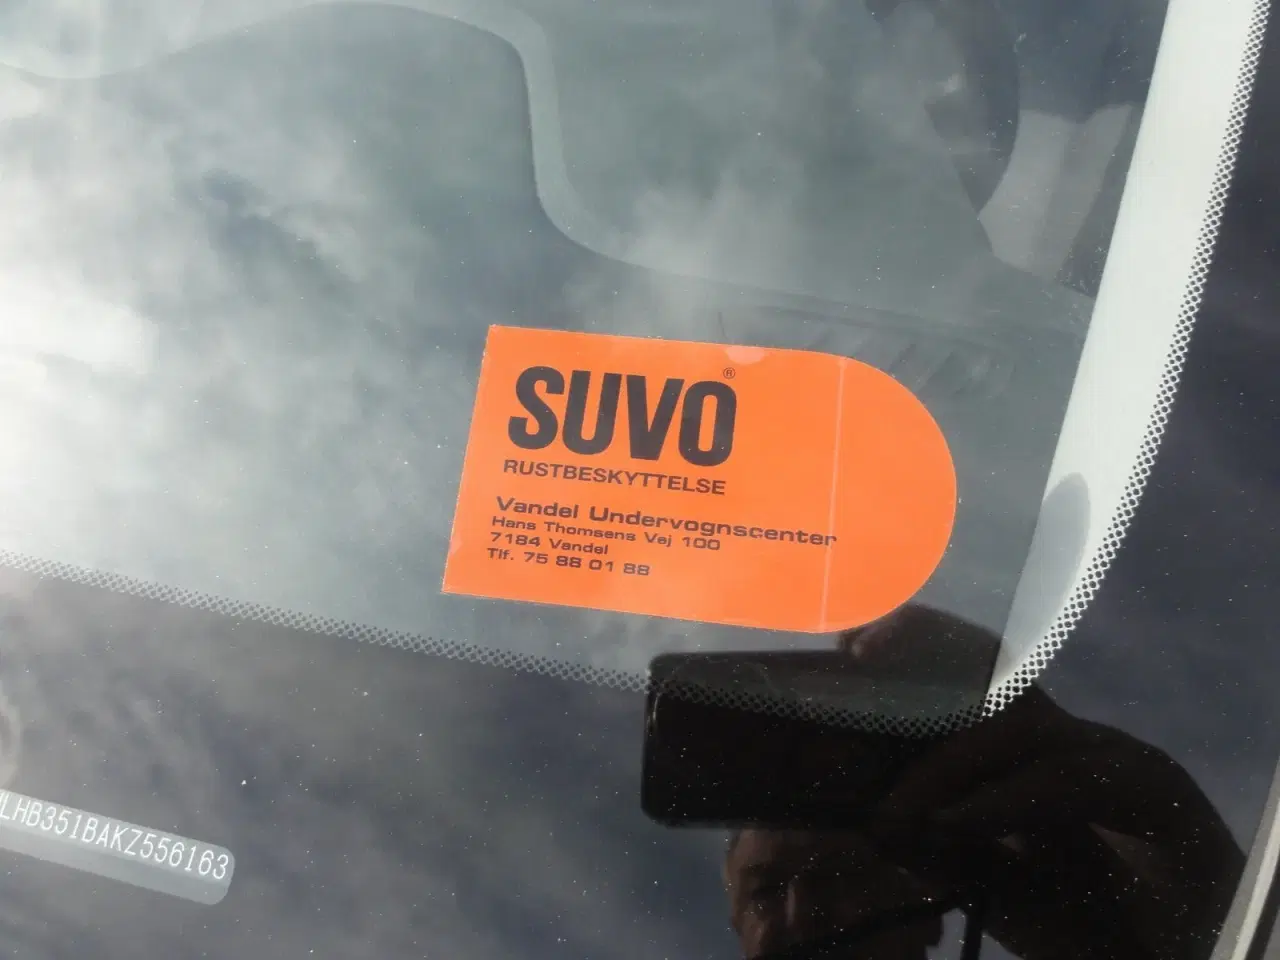 SUVO®
RUSTBESKYTTELSE
Vandel Undervognscenter
Hans Thomsens Vej 100
7184 Vandel
Tlf. 75 88 01 88
LHB351BAKZ556163